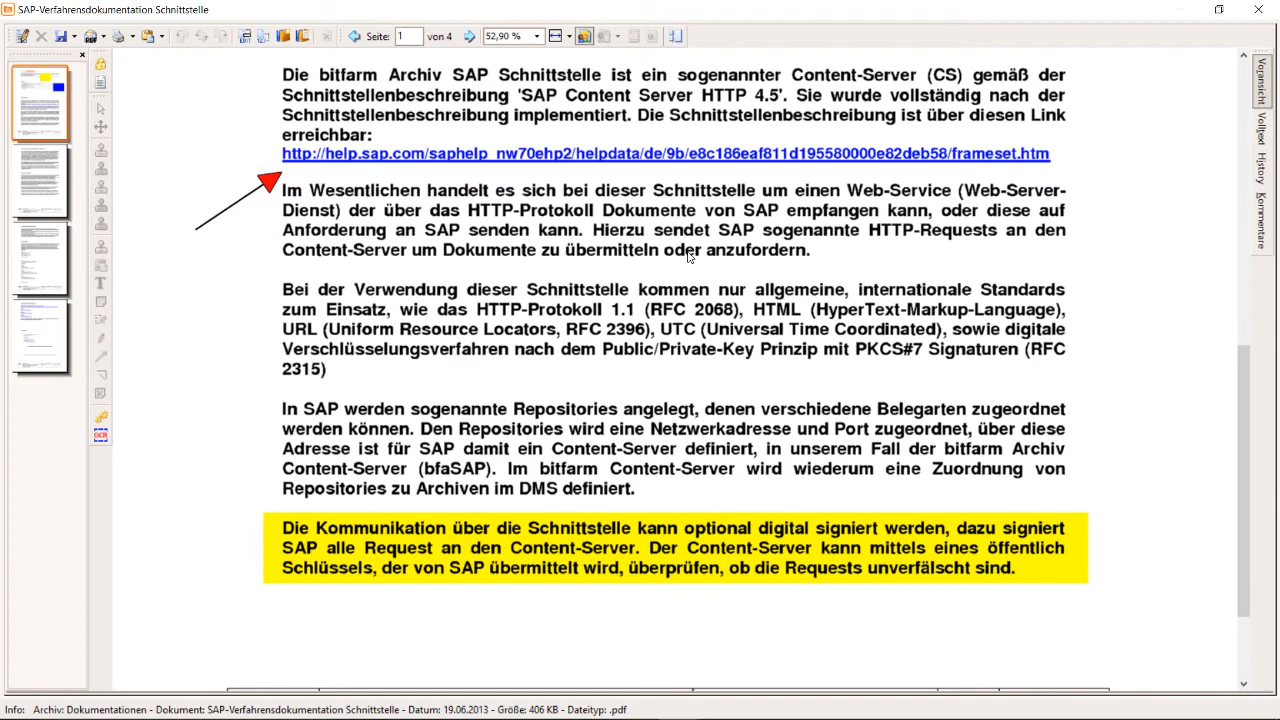 SAP-Verfahrensdokumentation Schnittstelle
Seite: 1 von 4 52,90 %
Die bitfarm Archiv SAP Schnittstelle ist ein sogenannter Content-Server (CS) gemäß der
Schnittstellenbeschreibung 'SAP Content Server HTTP 4.5'. Sie wurde vollständig nach der
Schnittstellenbeschreibung implementiert. Die Schnittstellenbeschreibung ist über diesen Link
erreichbar:
http://help.sap.com/saphelp_nw70ehp2/helpdata/de/9b/e8c186eaf811d195580000e82deb58/frameset.htm
Im Wesentlichen handelt es sich bei dieser Schnittstelle um einen Web-Service (Web-Server-
Dienst) der über das HTTP-Protokoll Dokumente von SAP empfangen kann, oder diese auf
Anforderung an SAP senden kann. Hierzu sendet SAP sogenannte HTTP-Requests an den
Content-Server um Dokumente zu übermitteln oder anzufordern.
Bei der Verwendung dieser Schnittstelle kommen nur allgemeine, internationale Standards
zum Einsatz, wie das HTTP-Protokoll 1.1 (RFC 2068), HTML (HyperText-Markup-Language),
URL (Uniform Resource Locators, RFC 2396), UTC (Universal Time Coordinated), sowie digitale
Verschlüsselungsverfahren nach dem Public/Private-Key Prinzip mit PKCS#7 Signaturen (RFC
2315)
In SAP werden sogenannte Repositories angelegt, denen verschiedene Belegarten zugeordnet
werden können. Den Repositories wird eine Netzwerkadresse und Port zugeordnet, über diese
Adresse ist für SAP damit ein Content-Server definiert, in unserem Fall der bitfarm Archiv
Content-Server (bfaSAP). Im bitfarm Content-Server wird wiederum eine Zuordnung von
Repositories zu Archiven im DMS definiert.
Die Kommunikation über die Schnittstelle kann optional digital signiert werden, dazu signiert
SAP alle Request an den Content-Server. Der Content-Server kann mittels eines öffentlich
Schlüssels, der von SAP übermittelt wird, überprüfen, ob die Requests unverfälscht sind.
OCR
Voransicht
Volltext
History
Kommentare
Info: Archiv: Dokumentationen - Dokument: SAP-Verfahrensdokumentation Schnittstelle - Datum: 19.06.2013 - Größe: 406 KB - Dateityp: .pdf